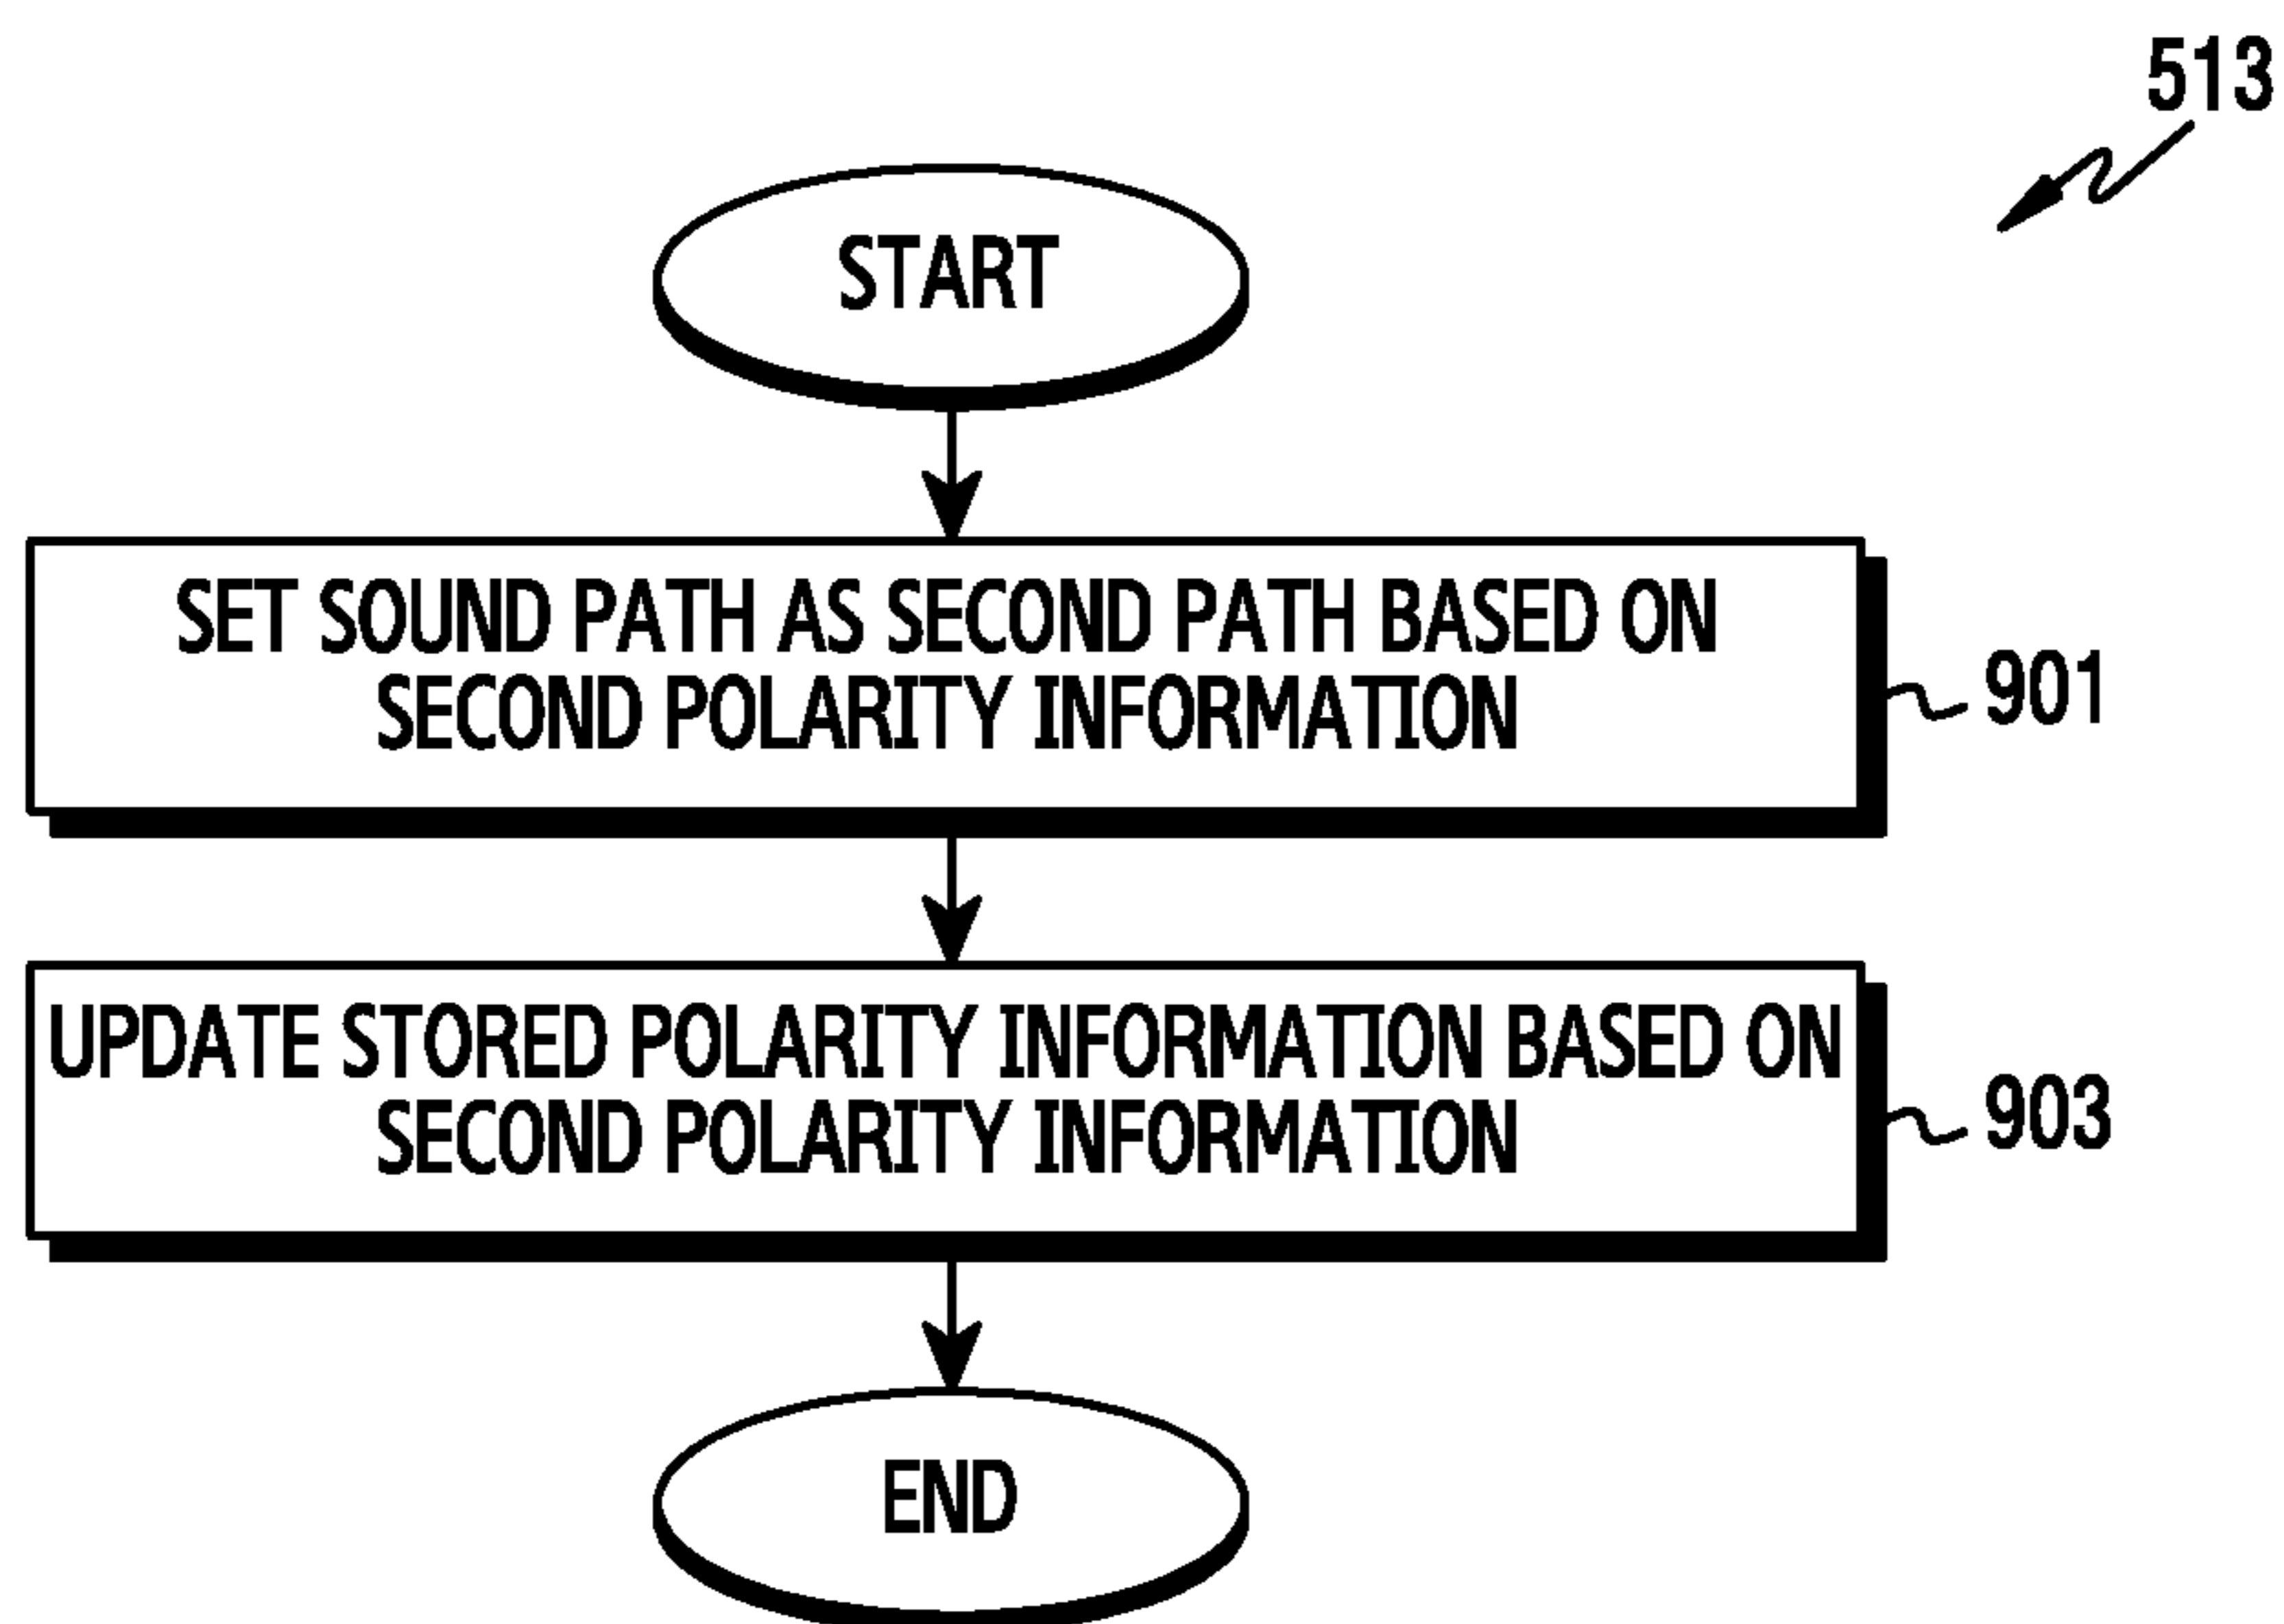 513
START
SET SOUND PATH AS SECOND PATH BASED ON
SECOND POLARITY INFORMATION
901
UPDATE STORED POLARITY INFORMATION BASED ON
SECOND POLARITY INFORMATION
903
END